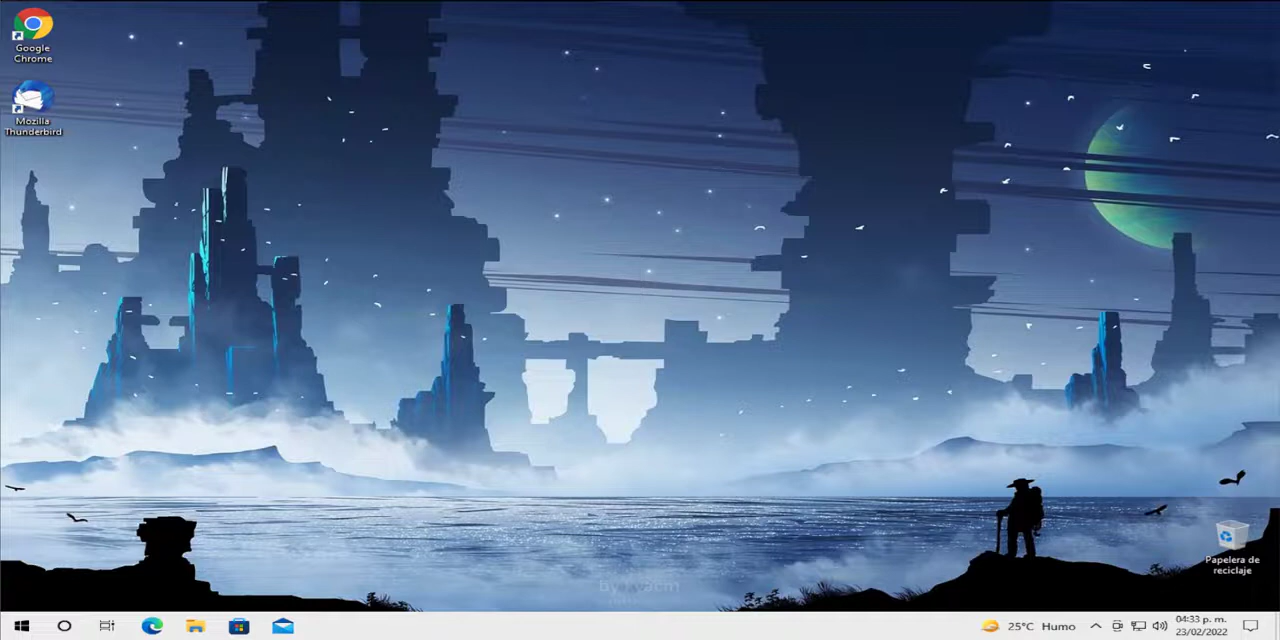 Google
Chrome
Mozilla
Thunderbird
Papelera de
reciclaje
25°C Humo
04:33 p. m.
23/02/2022